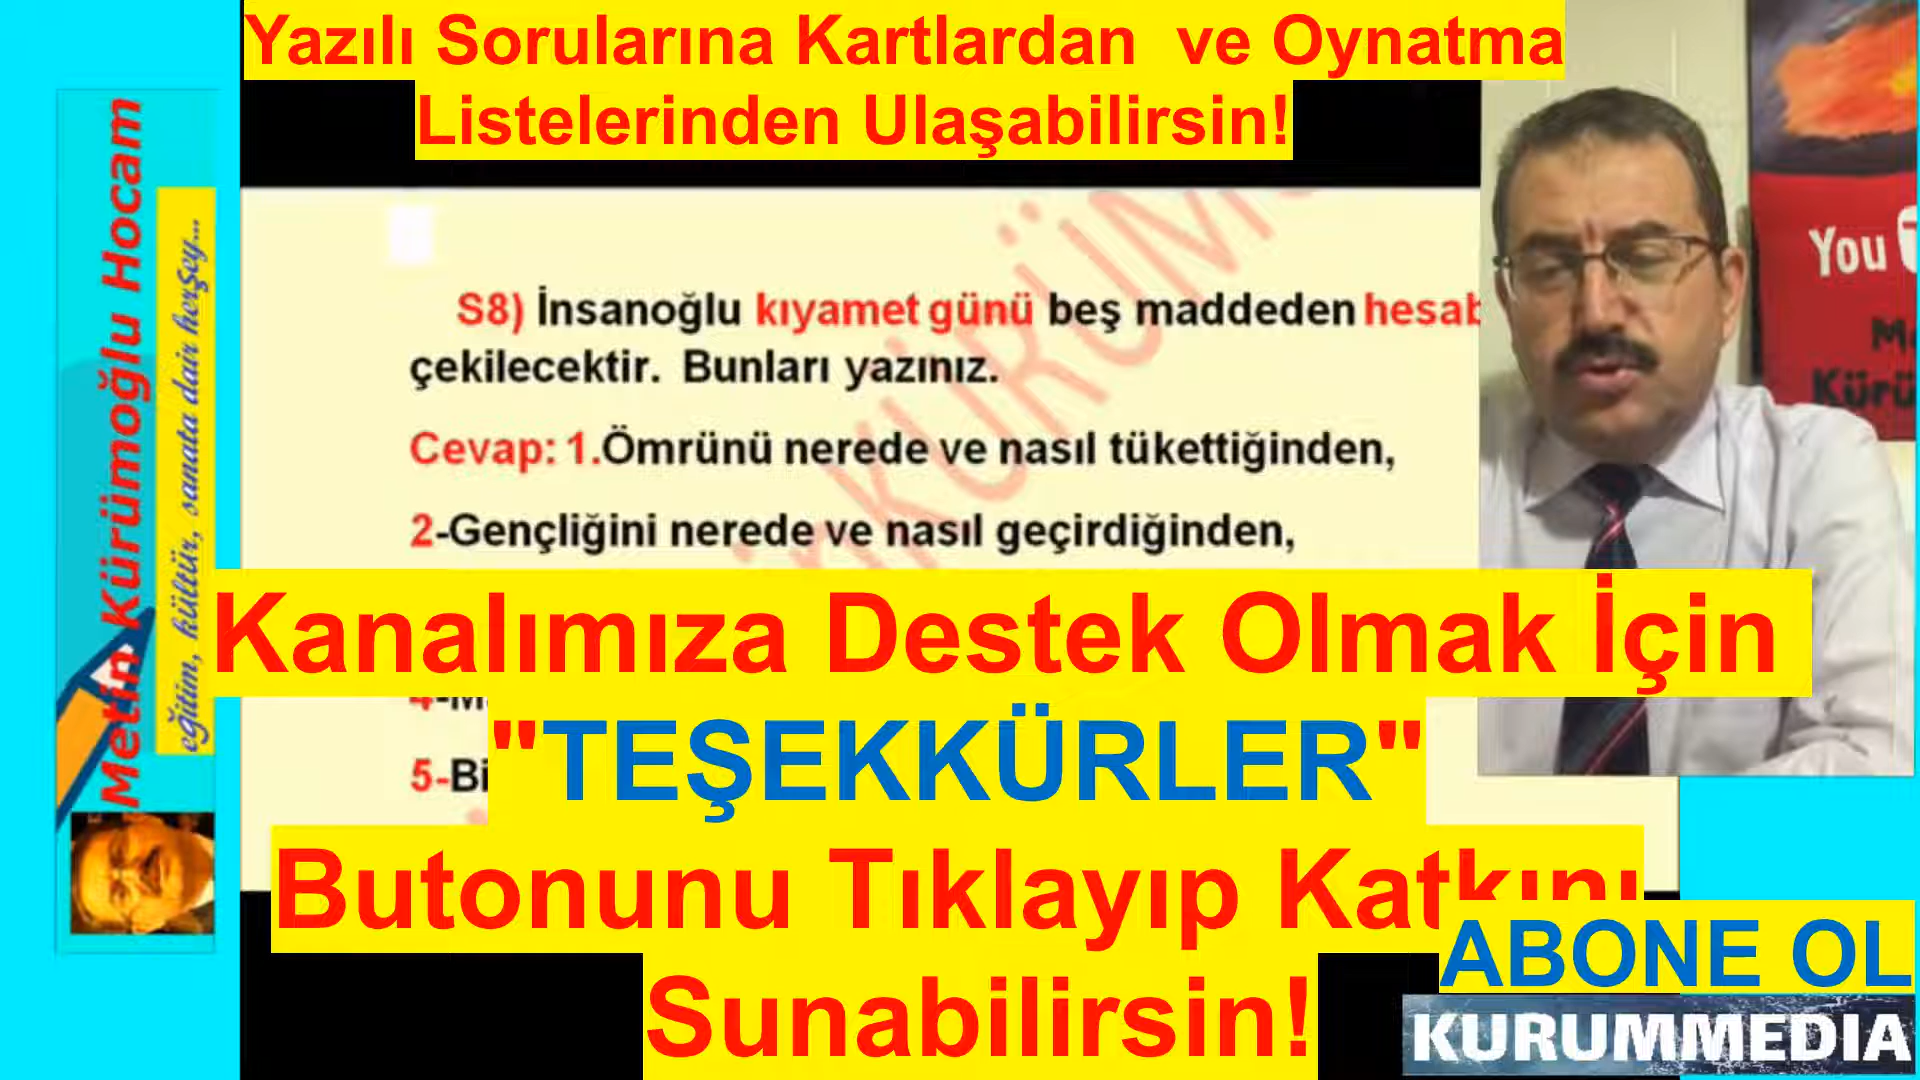 Yazılı Sorularına Kartlardan ve Oynatma
Listelerinden Ulaşabilirsin!
Metin Kürümoğlu Hocam
eğitim, kültür, sanata dair herşey...
S8) İnsanoğlu kıyamet günü beş maddeden hesab
çekilecektir. Bunları yazınız.
Cevap: 1.Ömrünü nerede ve nasıl tükettiğinden,
2-Gençliğini nerede ve nasıl geçirdiğinden,
5-Bi
Kanalımıza Destek Olmak İçin
"TEŞEKKÜRLER"
Butonunu Tıklayıp Katkını
Sunabilirsin!
You
Kürü
ABONE OL
KURUMMEDIA